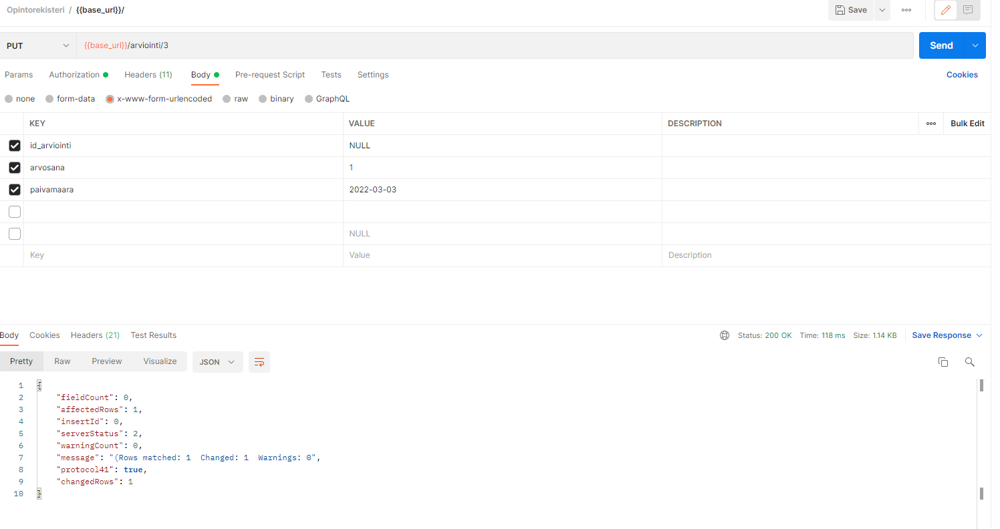 Opintorekisteri / {{base_url}}/
Save
PUT {{base_url}}/arviointi/3 Send
Params Authorization Headers (11) Body Pre-request Script Tests Settings Cookies
none form-data x-www-form-urlencoded raw binary GraphQL
KEY VALUE DESCRIPTION Bulk Edit
id_arviointi NULL
arvosana 1
paivamaara 2022-03-03
NULL
Key Value Description
Body Cookies Headers (21) Test Results Status: 200 OK Time: 118 ms Size: 1.14 KB Save Response
Pretty Raw Preview Visualize JSON
1 {
2 "fieldCount": 0,
3 "affectedRows": 1,
4 "insertId": 0,
5 "serverStatus": 2,
6 "warningCount": 0,
7 "message": "(Rows matched: 1  Changed: 1  Warnings: 0",
8 "protocol41": true,
9 "changedRows": 1
10 }